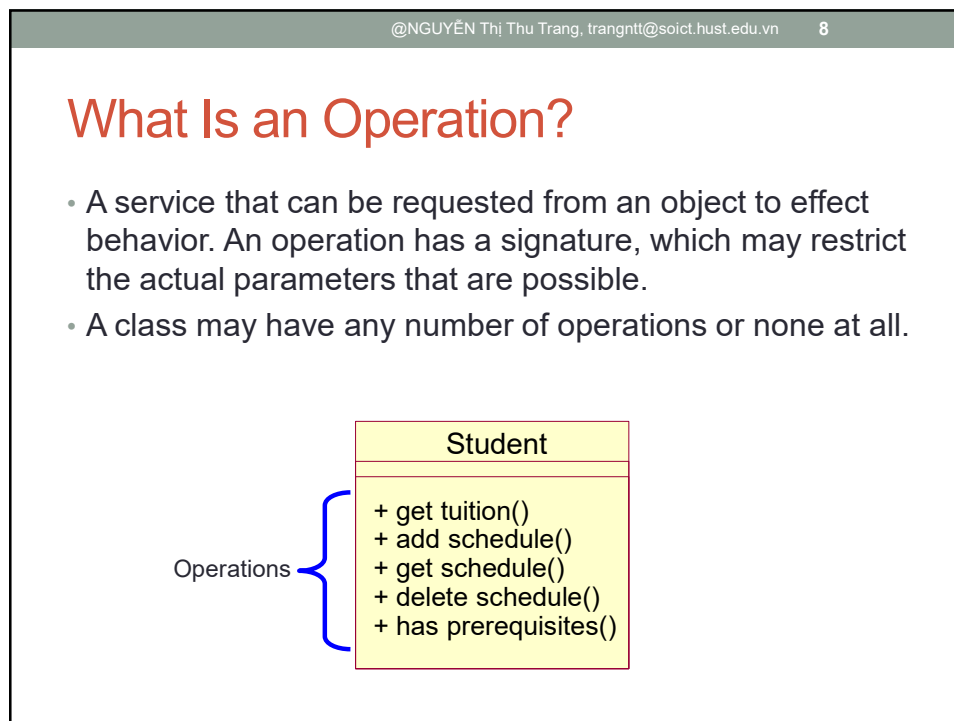 @NGUYỄN Thị Thu Trang, trangntt@soict.hust.edu.vn 8
What Is an Operation?
• A service that can be requested from an object to effect
behavior. An operation has a signature, which may restrict
the actual parameters that are possible.
• A class may have any number of operations or none at all.
Student
+ get tuition()
+ add schedule()
Operations
+ get schedule()
+ delete schedule()
+ has prerequisites()